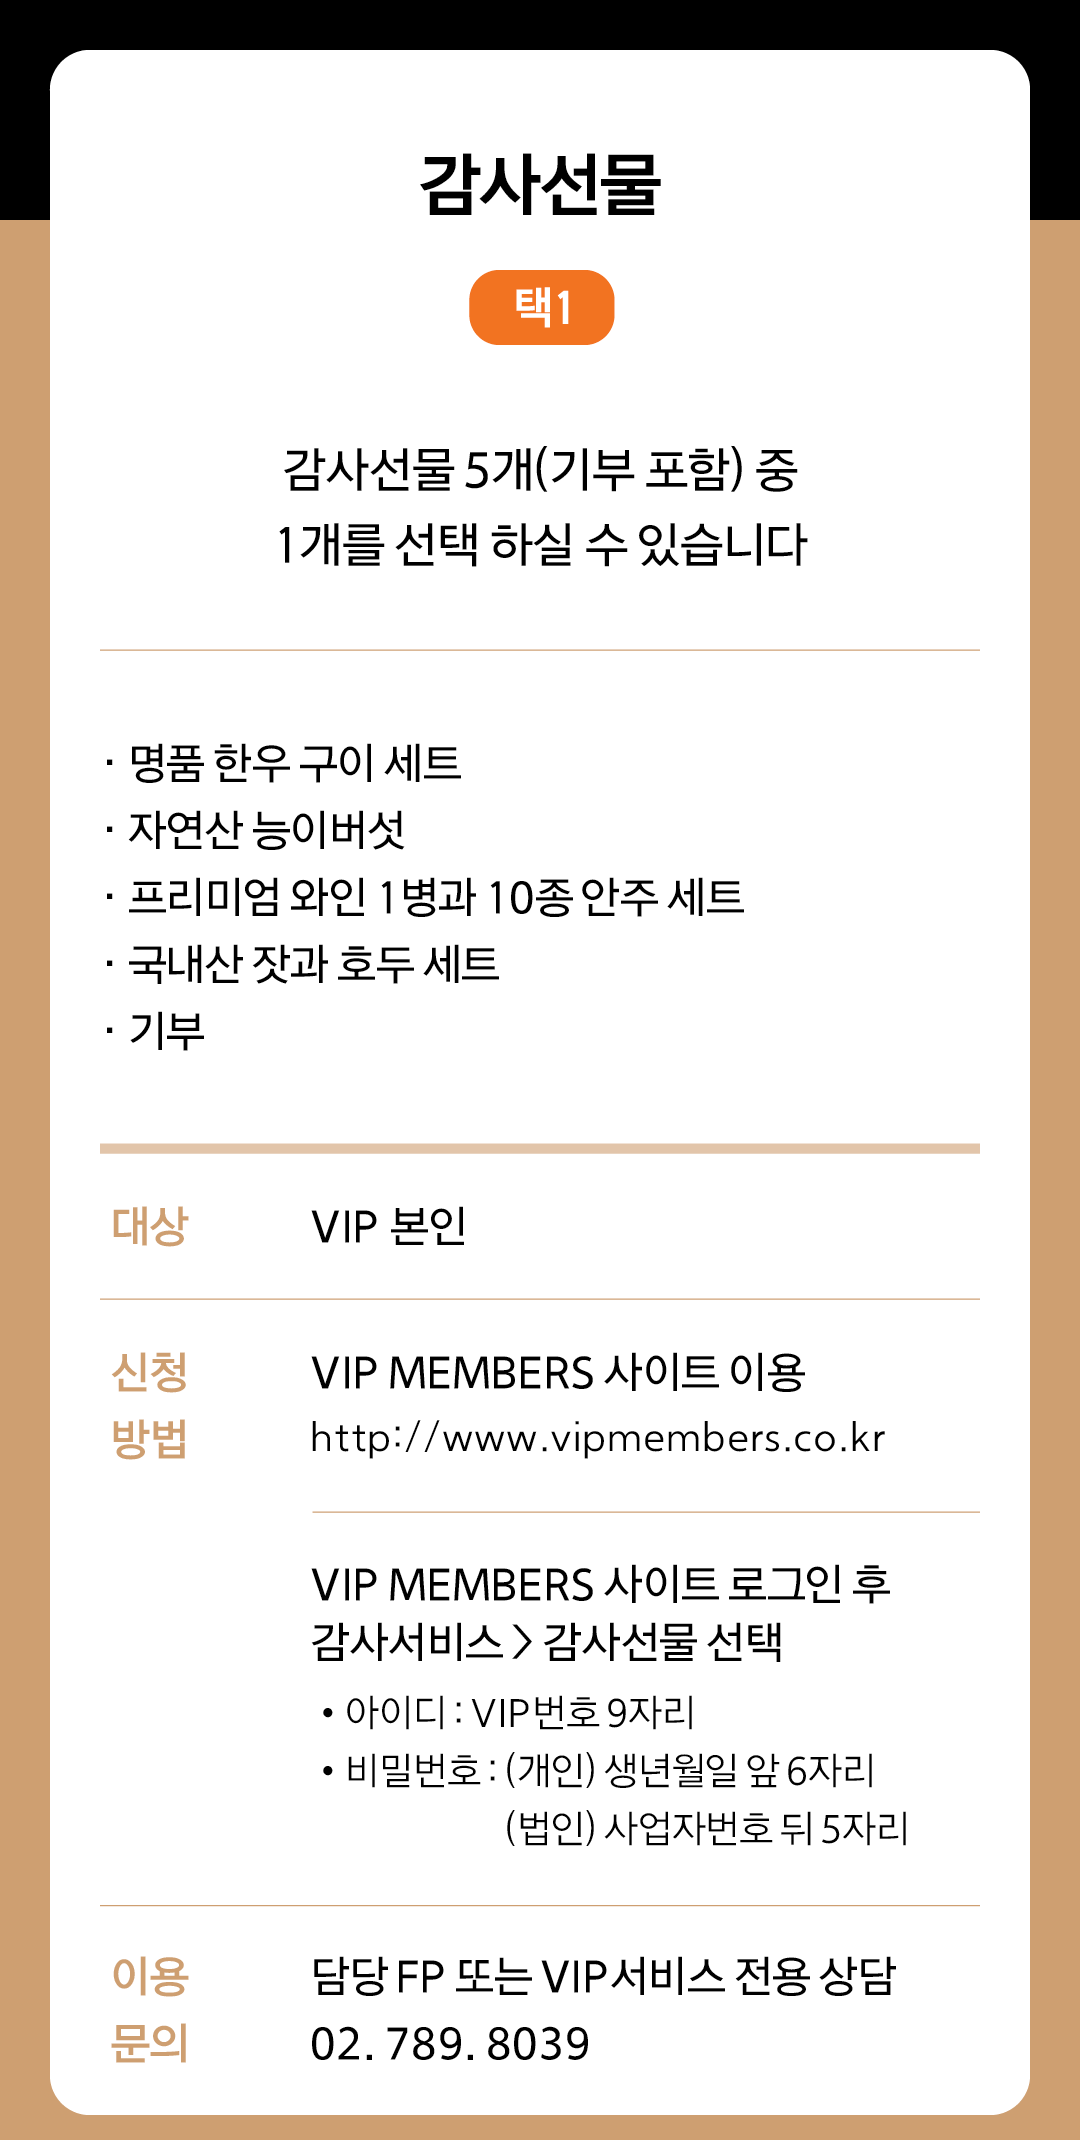 감사선물
택1
감사선물 5개(기부 포함) 중
1개를 선택 하실 수 있습니다
· 명품 한우 구이 세트
· 자연산 능이버섯
· 프리미엄 와인 1병과 10종 안주 세트
· 국내산 잣과 호두 세트
· 기부
대상 VIP 본인
신청 VIP MEMBERS 사이트 이용
방법 http://www.vipmembers.co.kr
VIP MEMBERS 사이트 로그인 후
감사서비스 > 감사선물 선택
• 아이디 : VIP번호 9자리
• 비밀번호 : (개인) 생년월일 앞 6자리
(법인) 사업자번호 뒤 5자리
이용 담당 FP 또는 VIP서비스 전용 상담
문의 02. 789. 8039